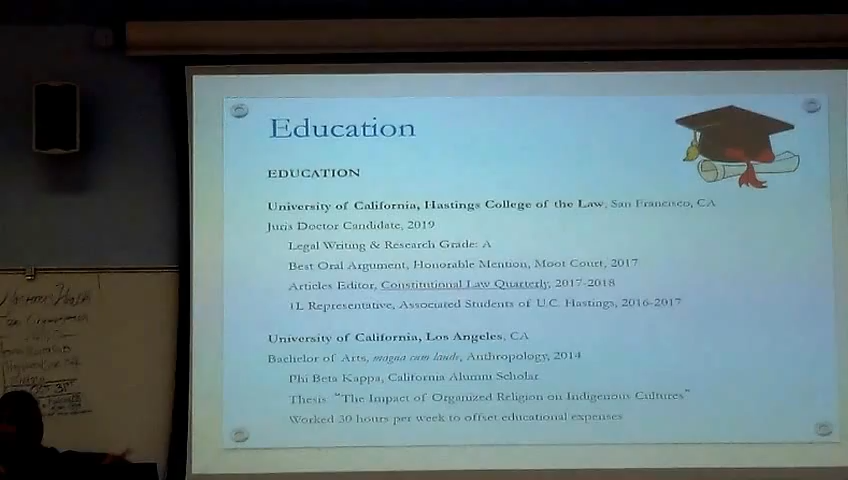 Education
EDUCATION
University of California, Hastings College of the Law, San Francisco, CA
Juris Doctor Candidate, 2019
Legal Writing & Research Grade: A
Best Oral Argument, Honorable Mention, Moot Court, 2017
Articles Editor, Constitutional Law Quarterly, 2017-2018
1L Representative, Associated Students of U.C. Hastings, 2016-2017
University of California, Los Angeles, CA
Bachelor of Arts, magna cum laude, Anthropology, 2014
Phi Beta Kappa, California Alumni Scholar
Thesis: "The Impact of Organized Religion on Indigenous Cultures"
Worked 30 hours per week to offset educational expenses